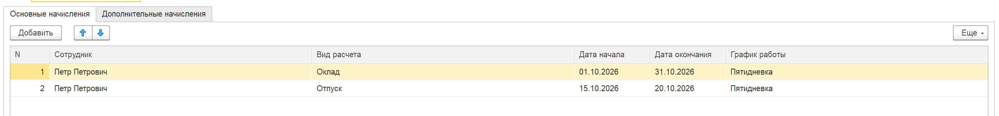 Основные начисления Дополнительные начисления
Добавить Еще
N Сотрудник Вид расчета Дата начала Дата окончания График работы
1 Петр Петрович Оклад 01.10.2026 31.10.2026 Пятидневка
2 Петр Петрович Отпуск 15.10.2026 20.10.2026 Пятидневка